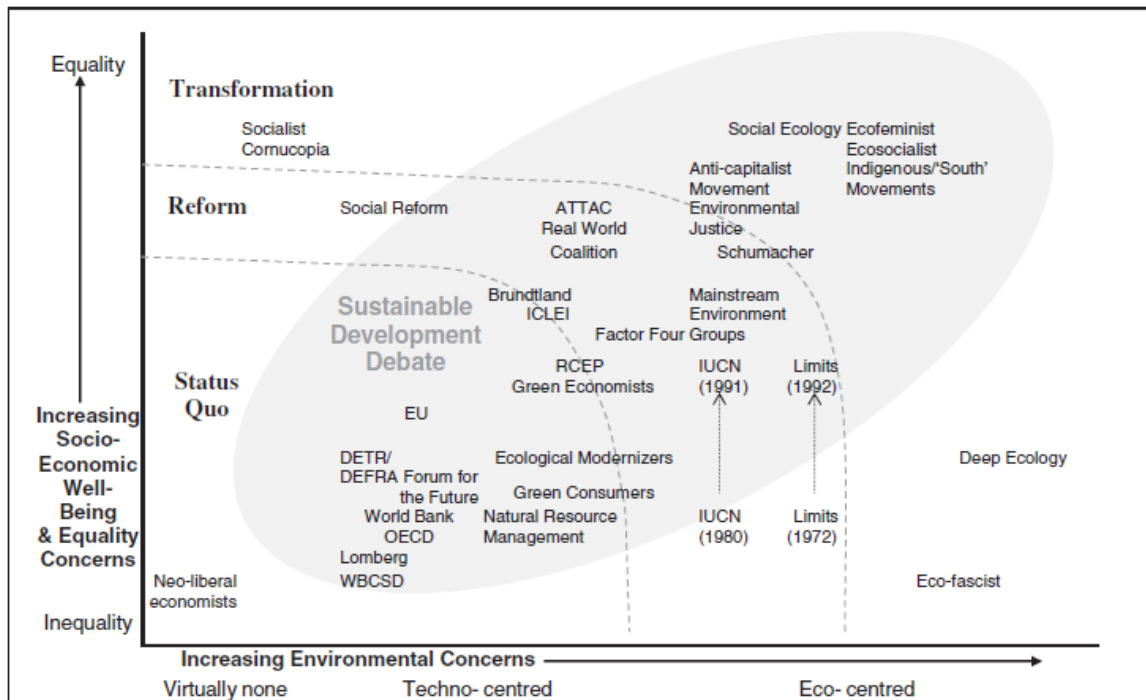 Equality
Transformation
Socialist
Cornucopia
Social Ecology
Ecofeminist
Ecosocialist
Indigenous/‘South’
Movements
Anti-capitalist
Movement
Environmental
Justice
Reform
Social Reform
ATTAC
Real World
Coalition
Schumacher
Sustainable
Development
Debate
Brundtland
ICLEI
Mainstream
Environment
Factor Four Groups
Status
Quo
RCEP
Green Economists
IUCN
(1991)
Limits
(1992)
EU
Increasing
Socio-
Economic
Well-
Being
& Equality
Concerns
DETR/
DEFRA
Forum for
the Future
Ecological Modernizers
Green Consumers
Deep Ecology
World Bank
OECD
Natural Resource
Management
IUCN
(1980)
Limits
(1972)
Lomberg
WBCSD
Neo-liberal
economists
Eco-fascist
Inequality
Increasing Environmental Concerns
Virtually none
Techno- centred
Eco- centred